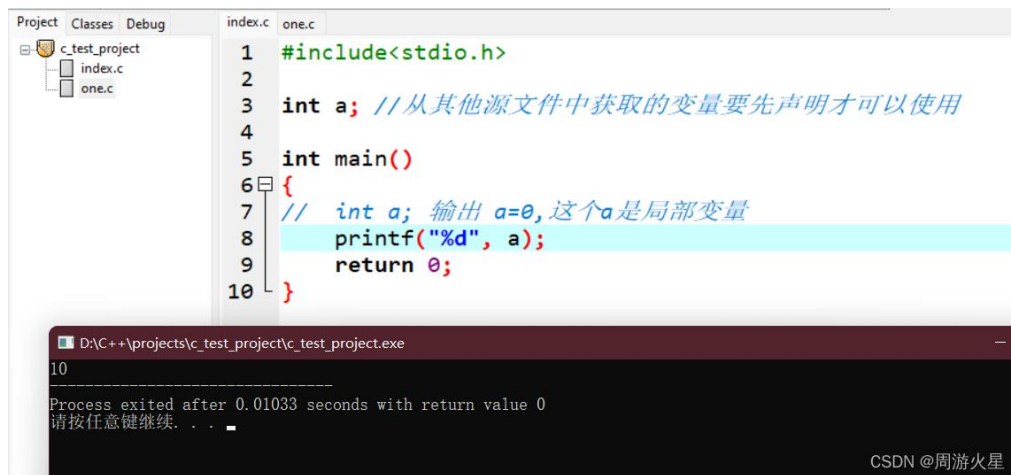 Project Classes Debug
index.c one.c
c_test_project
index.c
one.c
1 #include<stdio.h>
2
3 int a; //从其他源文件中获取的变量要先声明才可以使用
4
5 int main()
6 {
7 // int a; 输出 a=0,这个a是局部变量
8 printf("%d", a);
9 return 0;
10 }
D:\C++\projects\c_test_project\c_test_project.exe
10
--------------------------------
Process exited after 0.01033 seconds with return value 0
请按任意键继续. . .
CSDN @周游火星